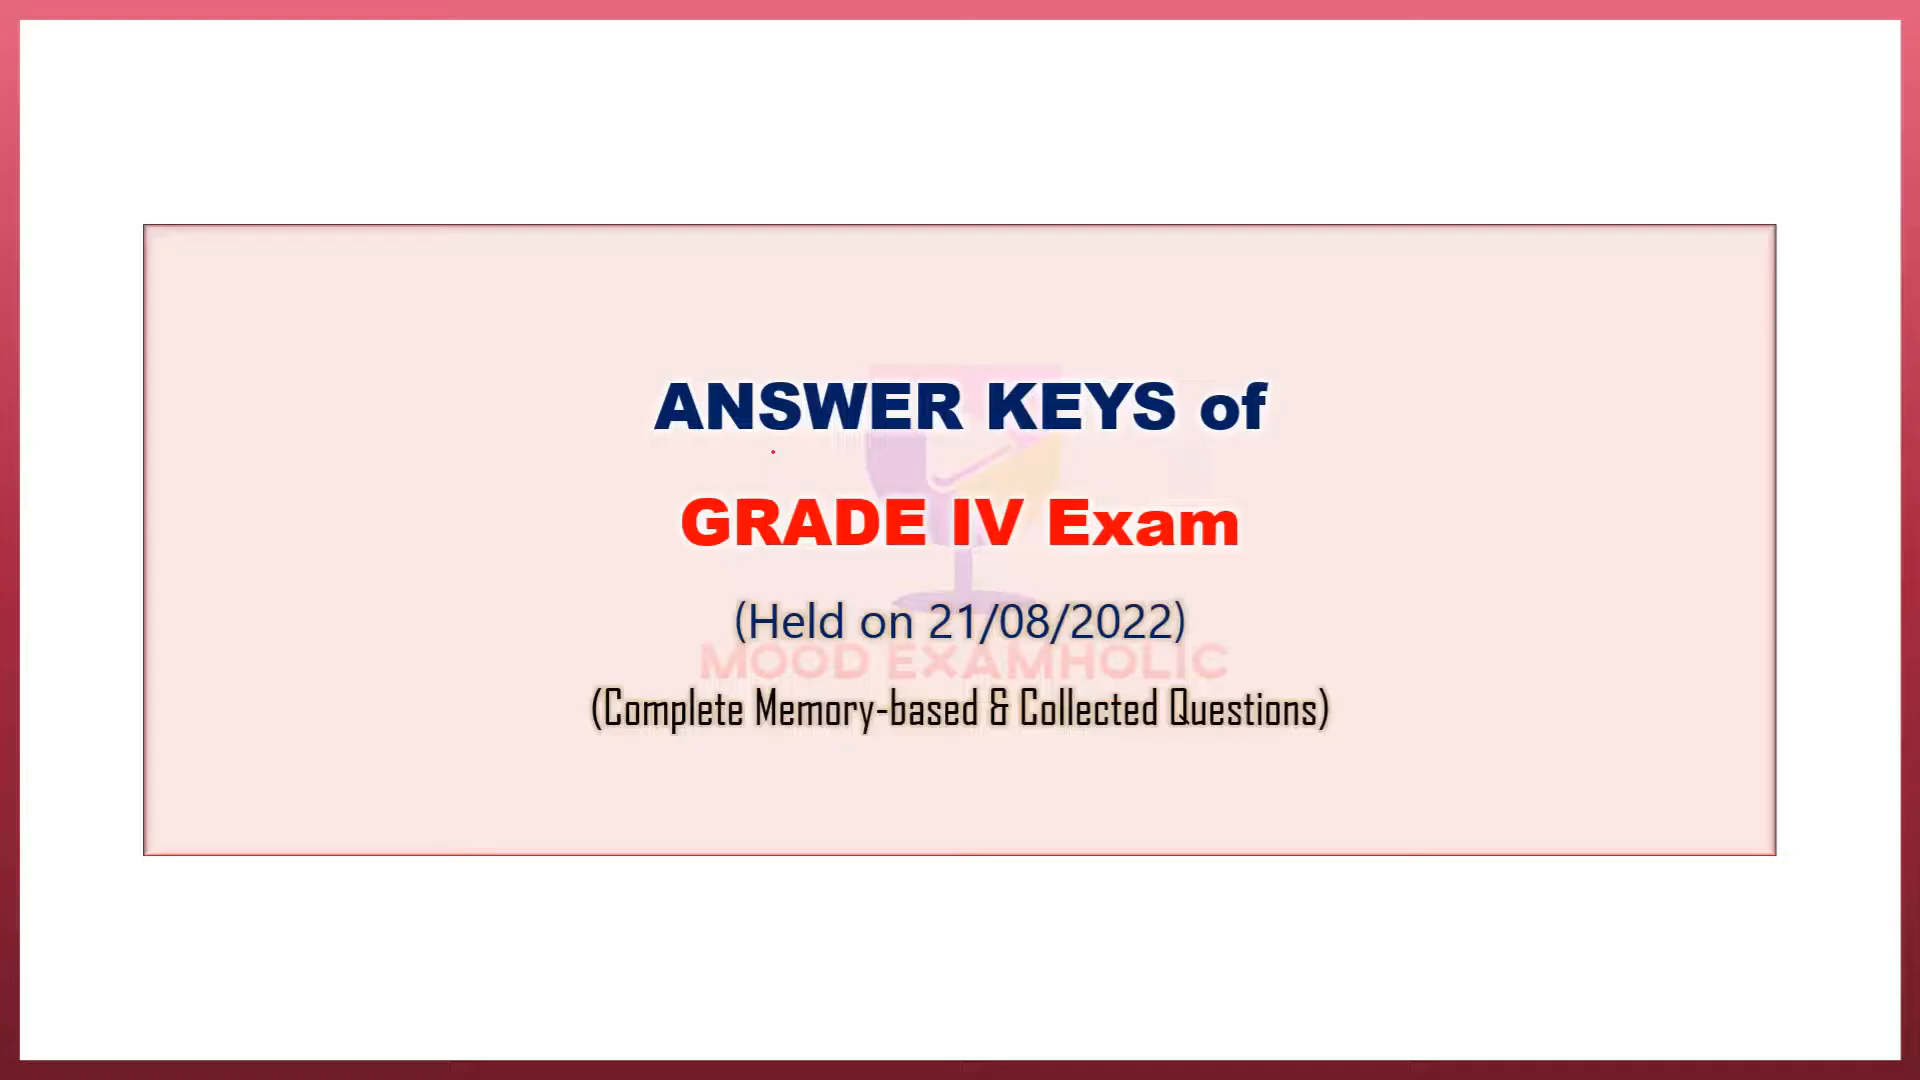 ANSWER KEYS of
GRADE IV Exam
(Held on 21/08/2022)
MOOD EXAMHOLIC
(Complete Memory-based & Collected Questions)